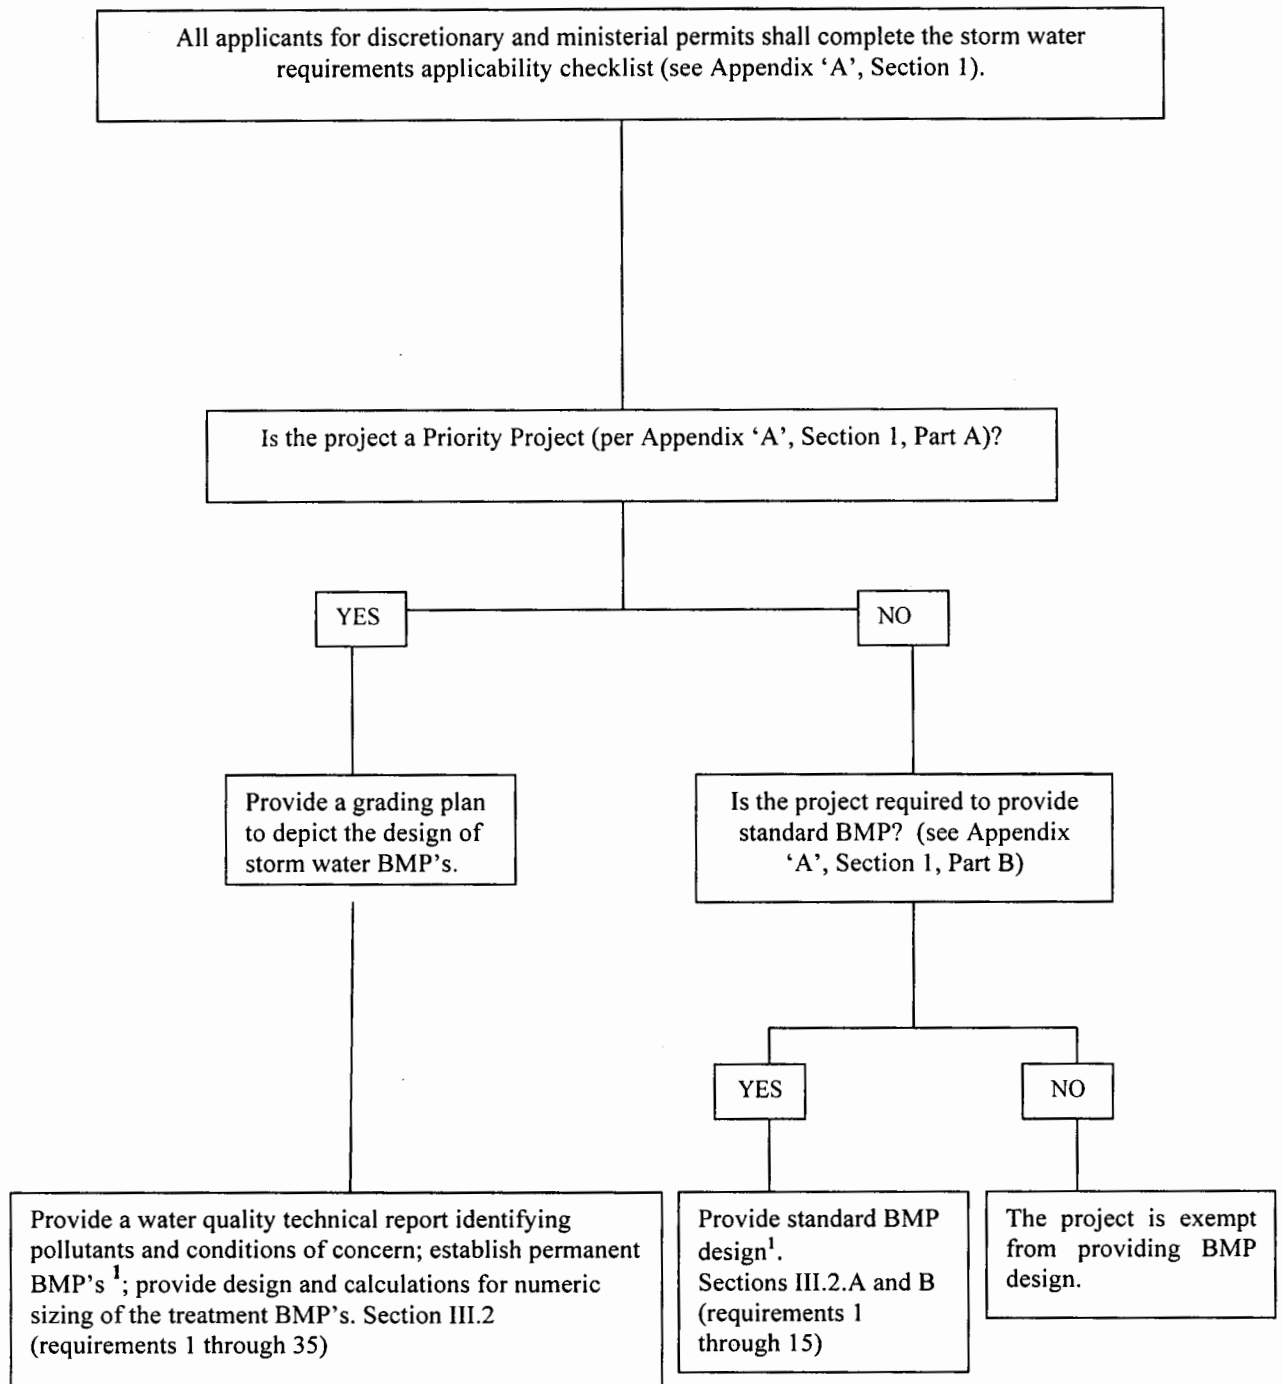 All applicants for discretionary and ministerial permits shall complete the storm water
requirements applicability checklist (see Appendix ‘A’, Section 1).
Is the project a Priority Project (per Appendix ‘A’, Section 1, Part A)?
YES
NO
Provide a grading plan
to depict the design of
storm water BMP’s.
Is the project required to provide
standard BMP? (see Appendix
‘A’, Section 1, Part B)
YES
NO
Provide a water quality technical report identifying
pollutants and conditions of concern; establish permanent
BMP’s ¹; provide design and calculations for numeric
sizing of the treatment BMP’s. Section III.2
(requirements 1 through 35)
Provide standard BMP
design¹.
Sections III.2.A and B
(requirements 1
through 15)
The project is exempt
from providing BMP
design.